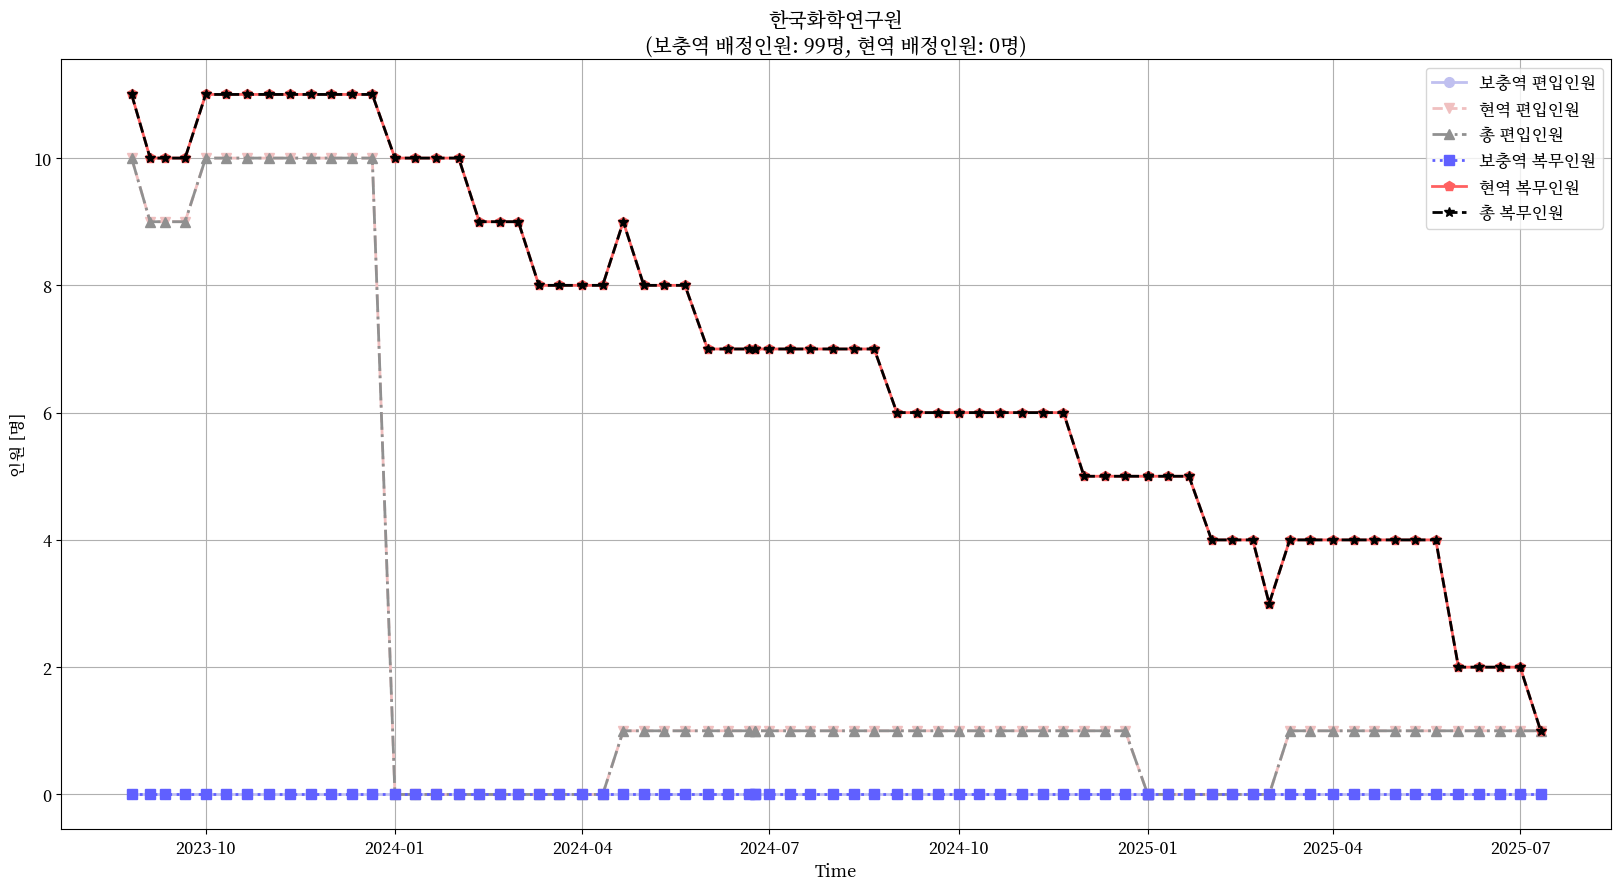 한국화학연구원
(보충역 배정인원: 99명, 현역 배정인원: 0명)
보충역 편입인원
현역 편입인원
총 편입인원
보충역 복무인원
현역 복무인원
총 복무인원
인원 [명]
10
8
6
4
2
0
2023-10
2024-01
2024-04
2024-07
2024-10
2025-01
2025-04
2025-07
Time